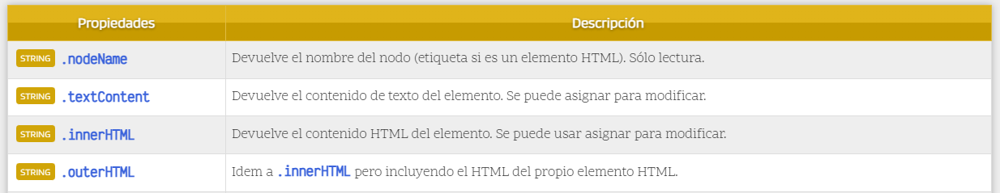 Propiedades Descripción
STRING .nodeName Devuelve el nombre del nodo (etiqueta si es un elemento HTML). Sólo lectura.
STRING .textContent Devuelve el contenido de texto del elemento. Se puede asignar para modificar.
STRING .innerHTML Devuelve el contenido HTML del elemento. Se puede usar asignar para modificar.
STRING .outerHTML Idem a .innerHTML pero incluyendo el HTML del propio elemento HTML.